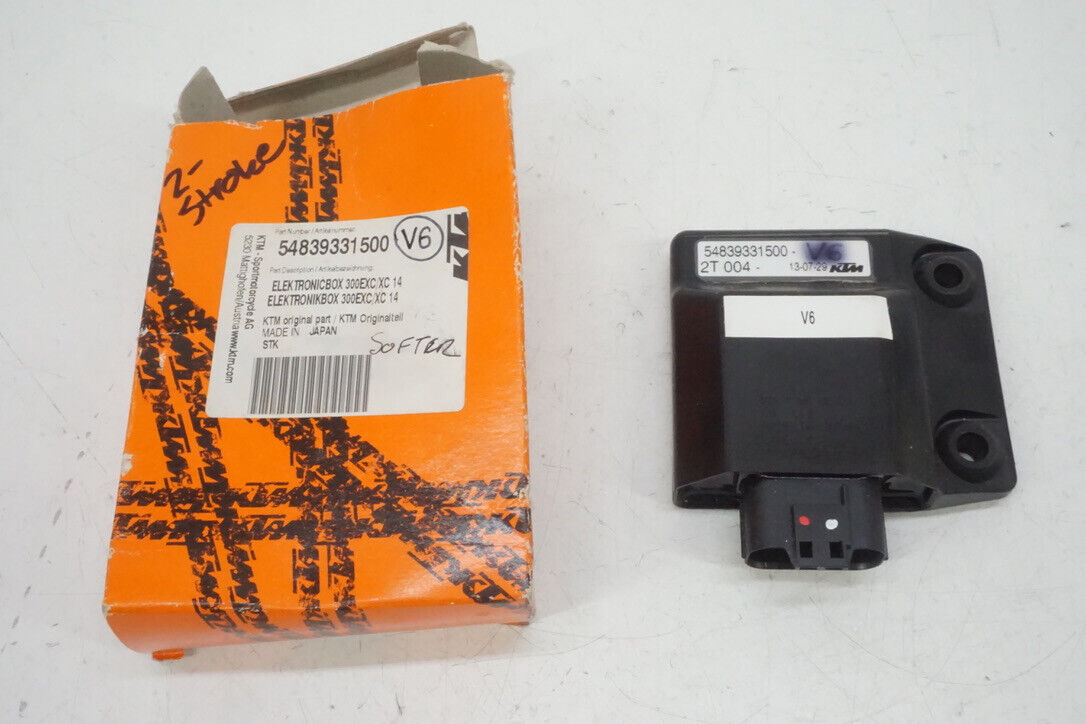 2-
Stroke
Part Number / Artikelnummer
54839331500 V6
Part Description / Artikelbezeichnung
ELEKTRONICBOX 300EXC/XC 14
ELEKTRONIKBOX 300EXC/XC 14
KTM original part / KTM Originalteil
MADE IN JAPAN
STK
SOFTER
KTM - Sportmotorcycle AG
5230 Mattighofen/Austria
www.ktm.com
KTM
54839331500 - V6
2T 004 - 13-07-29 KTM
V6